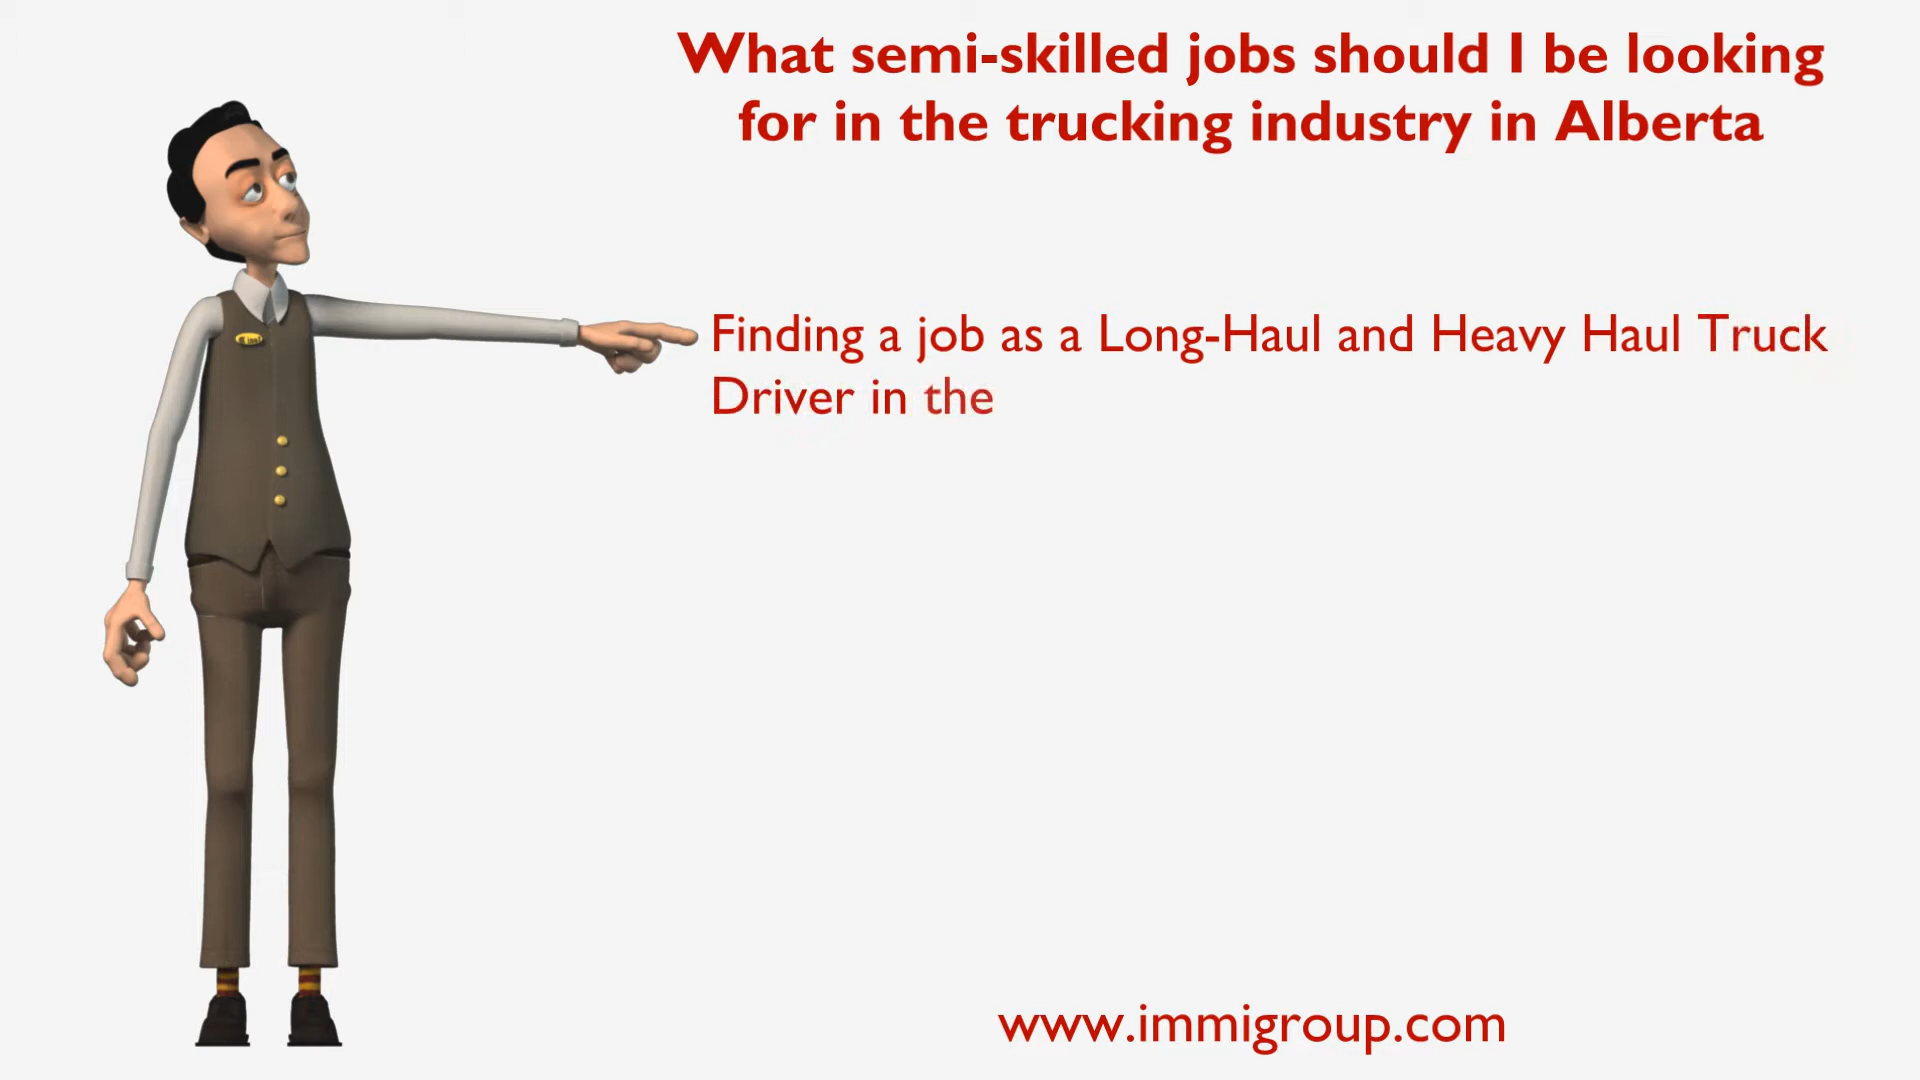 What semi-skilled jobs should I be looking
for in the trucking industry in Alberta
Finding a job as a Long-Haul and Heavy Haul Truck
Driver in the
www.immigroup.com